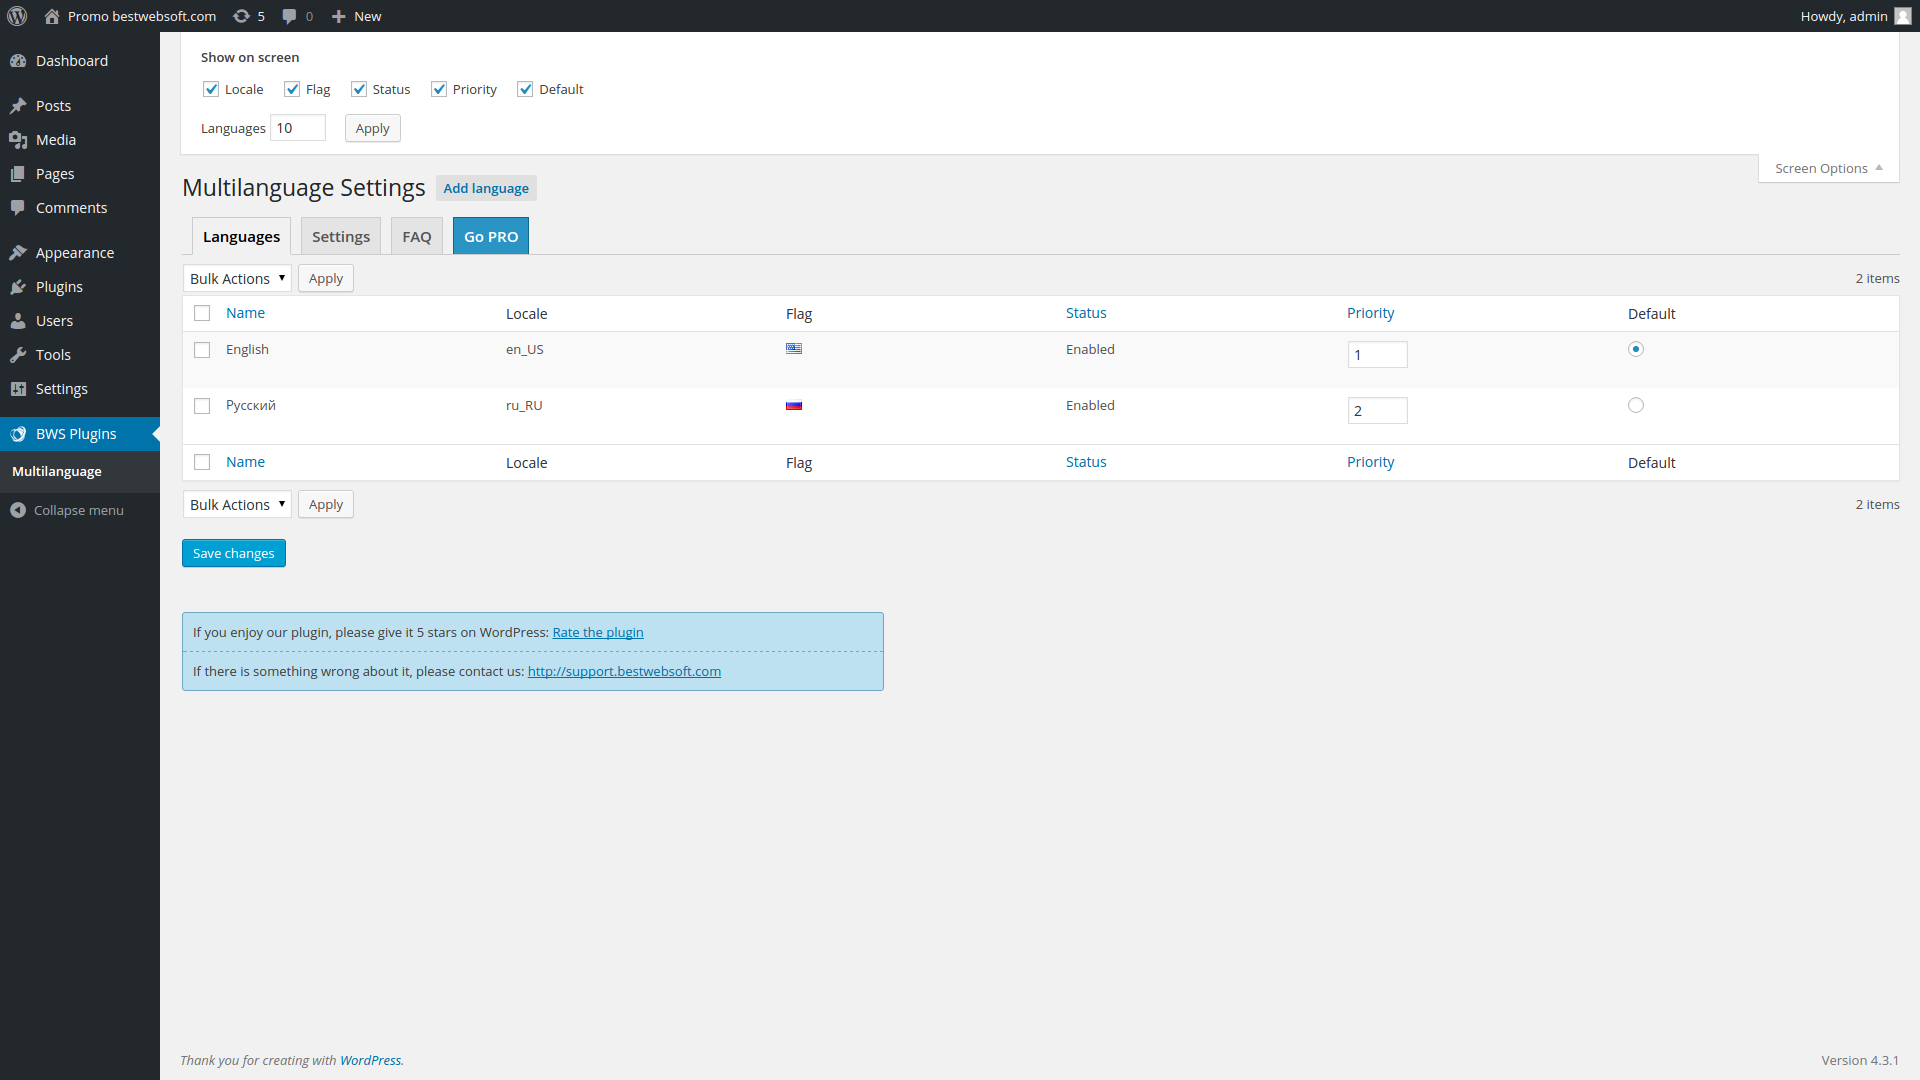 Promo bestwebsoft.com 5 0 New Howdy, admin
Dashboard
Posts
Media
Pages
Comments
Appearance
Plugins
Users
Tools
Settings
BWS Plugins
Multilanguage
Collapse menu
Show on screen
Locale Flag Status Priority Default
Languages 10 Apply
Screen Options
Multilanguage Settings Add language
Languages Settings FAQ Go PRO
Bulk Actions Apply 2 items
Name Locale Flag Status Priority Default
English en_US Enabled 1
Русский ru_RU Enabled 2
Name Locale Flag Status Priority Default
Bulk Actions Apply 2 items
Save changes
If you enjoy our plugin, please give it 5 stars on WordPress: Rate the plugin
If there is something wrong about it, please contact us: http://support.bestwebsoft.com
Thank you for creating with WordPress. Version 4.3.1